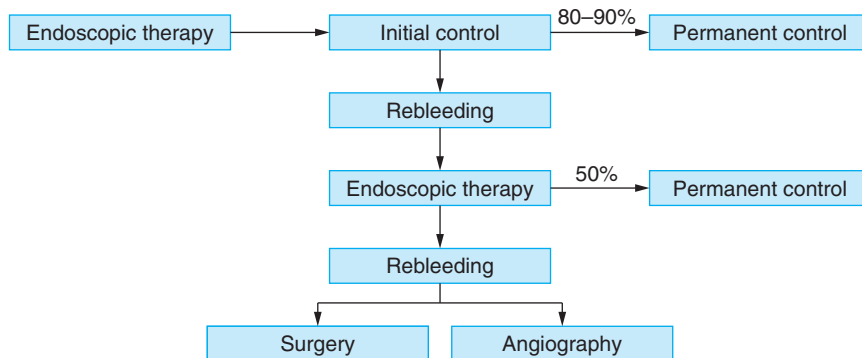 80–90%
Endoscopic therapy
Initial control
Permanent control
Rebleeding
50%
Endoscopic therapy
Permanent control
Rebleeding
Surgery
Angiography